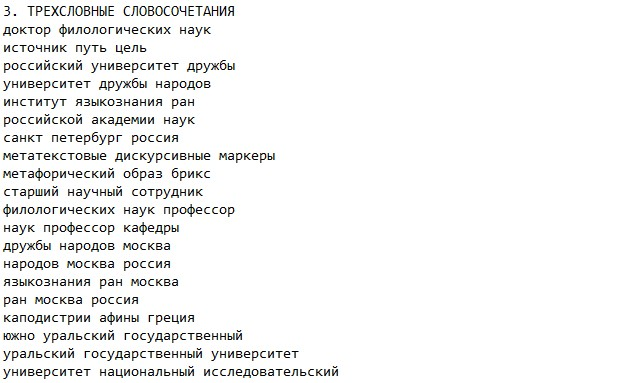 3. ТРЕХСЛОВНЫЕ СЛОВОСОЧЕТАНИЯ
доктор филологических наук
источник путь цель
российский университет дружбы
университет дружбы народов
институт языкознания ран
российской академии наук
санкт петербург россия
метатекстовые дискурсивные маркеры
метафорический образ брикс
старший научный сотрудник
филологических наук профессор
наук профессор кафедры
дружбы народов москва
народов москва россия
языкознания ран москва
ран москва россия
каподистрии афины греция
южно уральский государственный
уральский государственный университет
университет национальный исследовательский